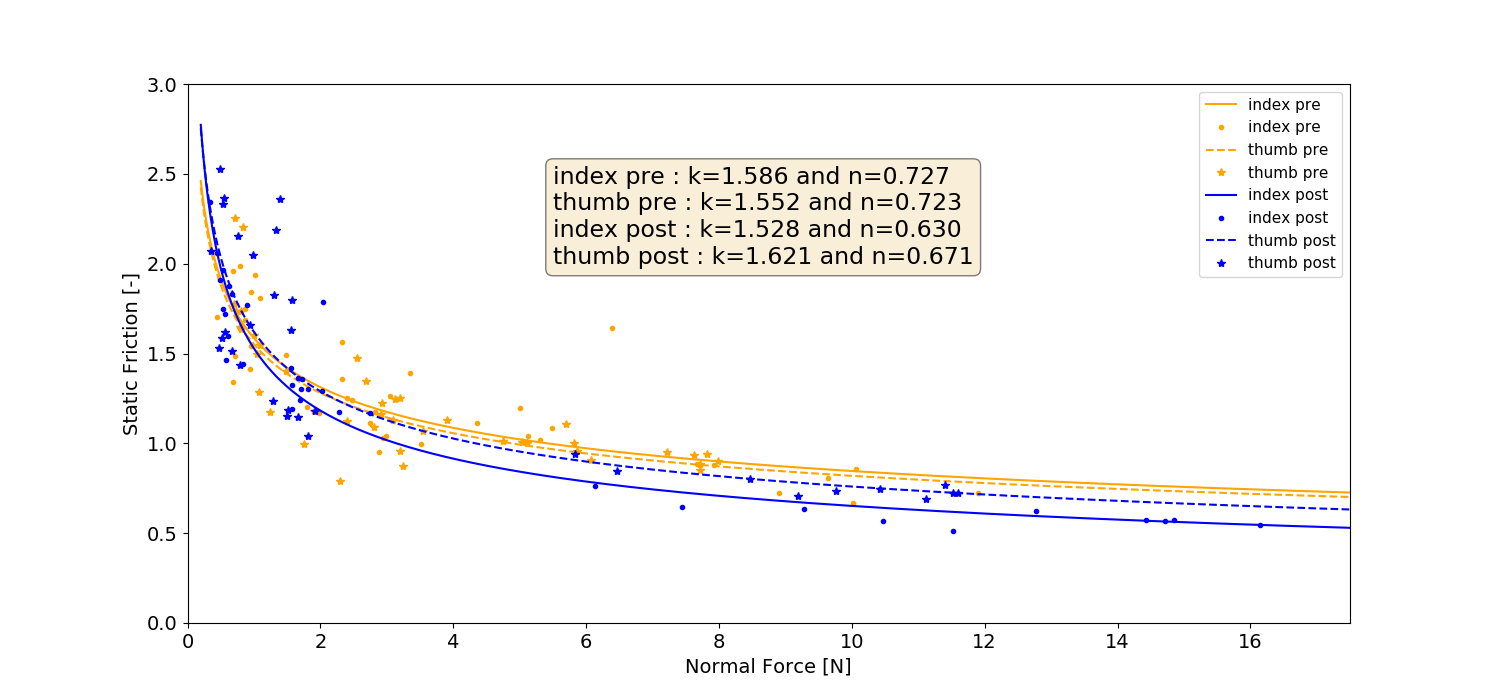 3.0
2.5
2.0
1.5
1.0
0.5
0.0
Static Friction [-]
index pre : k=1.586 and n=0.727
thumb pre : k=1.552 and n=0.723
index post : k=1.528 and n=0.630
thumb post : k=1.621 and n=0.671
index pre
index pre
thumb pre
thumb pre
index post
index post
thumb post
thumb post
0 2 4 6 8 10 12 14 16
Normal Force [N]